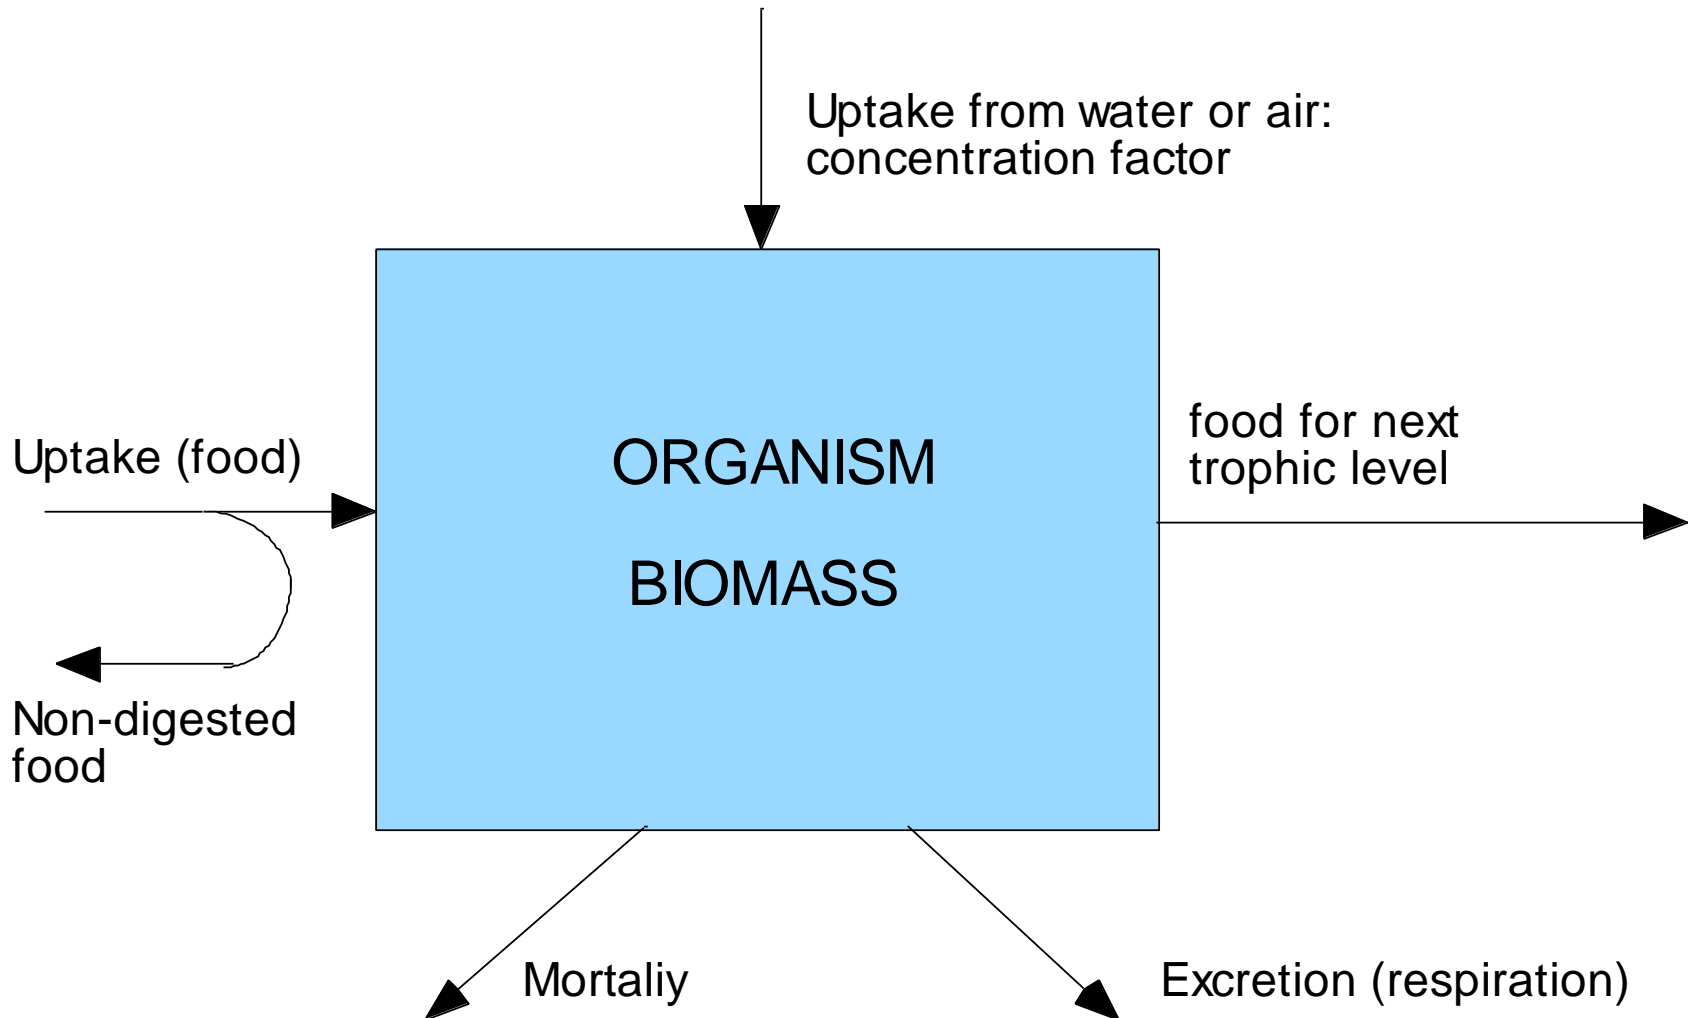 Uptake from water or air:
concentration factor
Uptake (food)
ORGANISM
BIOMASS
food for next
trophic level
Non-digested
food
Mortaliy
Excretion (respiration)